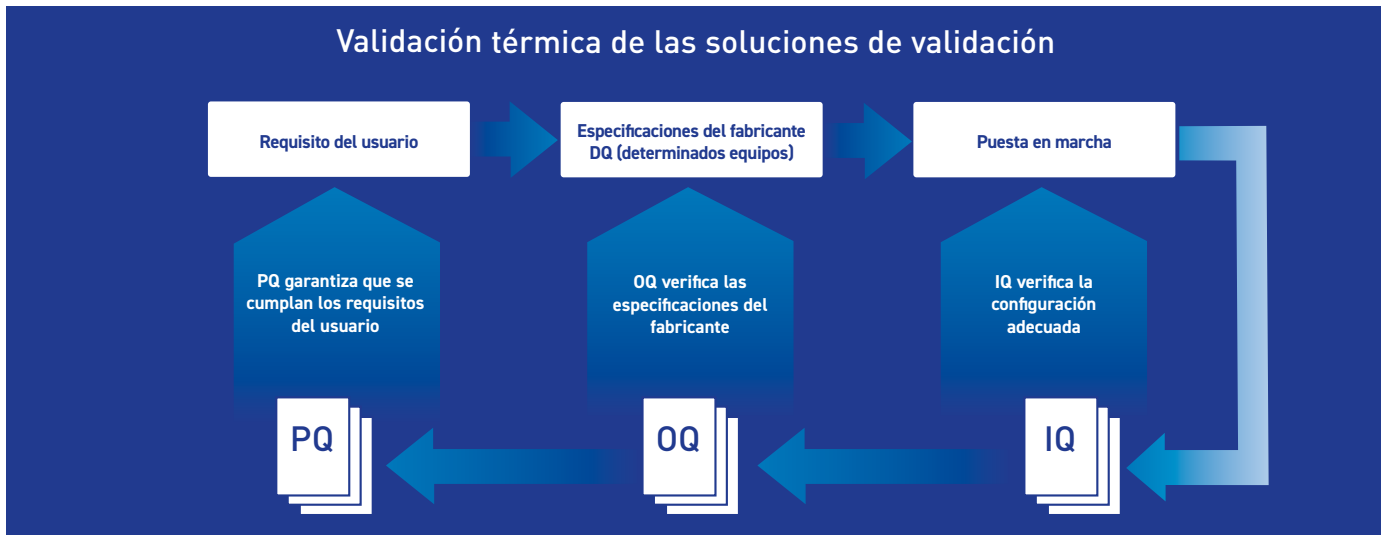 Validación térmica de las soluciones de validación
Requisito del usuario
Especificaciones del fabricante
DQ (determinados equipos)
Puesta en marcha
PQ garantiza que se
cumplan los requisitos
del usuario
OQ verifica las
especificaciones del
fabricante
IQ verifica la
configuración
adecuada
PQ
OQ
IQ